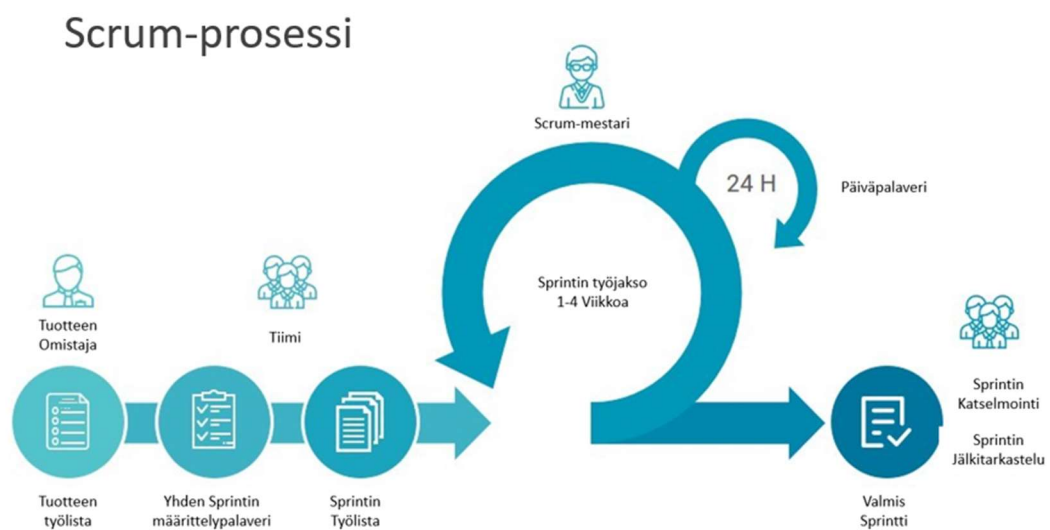 Scrum-prosessi
Scrum-mestari
24 H
Päiväpalaveri
Sprintin työjakso
1-4 Viikkoa
Tuotteen
Omistaja
Tiimi
Tuotteen
työlista
Yhden Sprintin
määrittelypalaveri
Sprintin
Työlista
Valmis
Sprintti
Sprintin
Katselmointi
Sprintin
Jälkitarkastelu